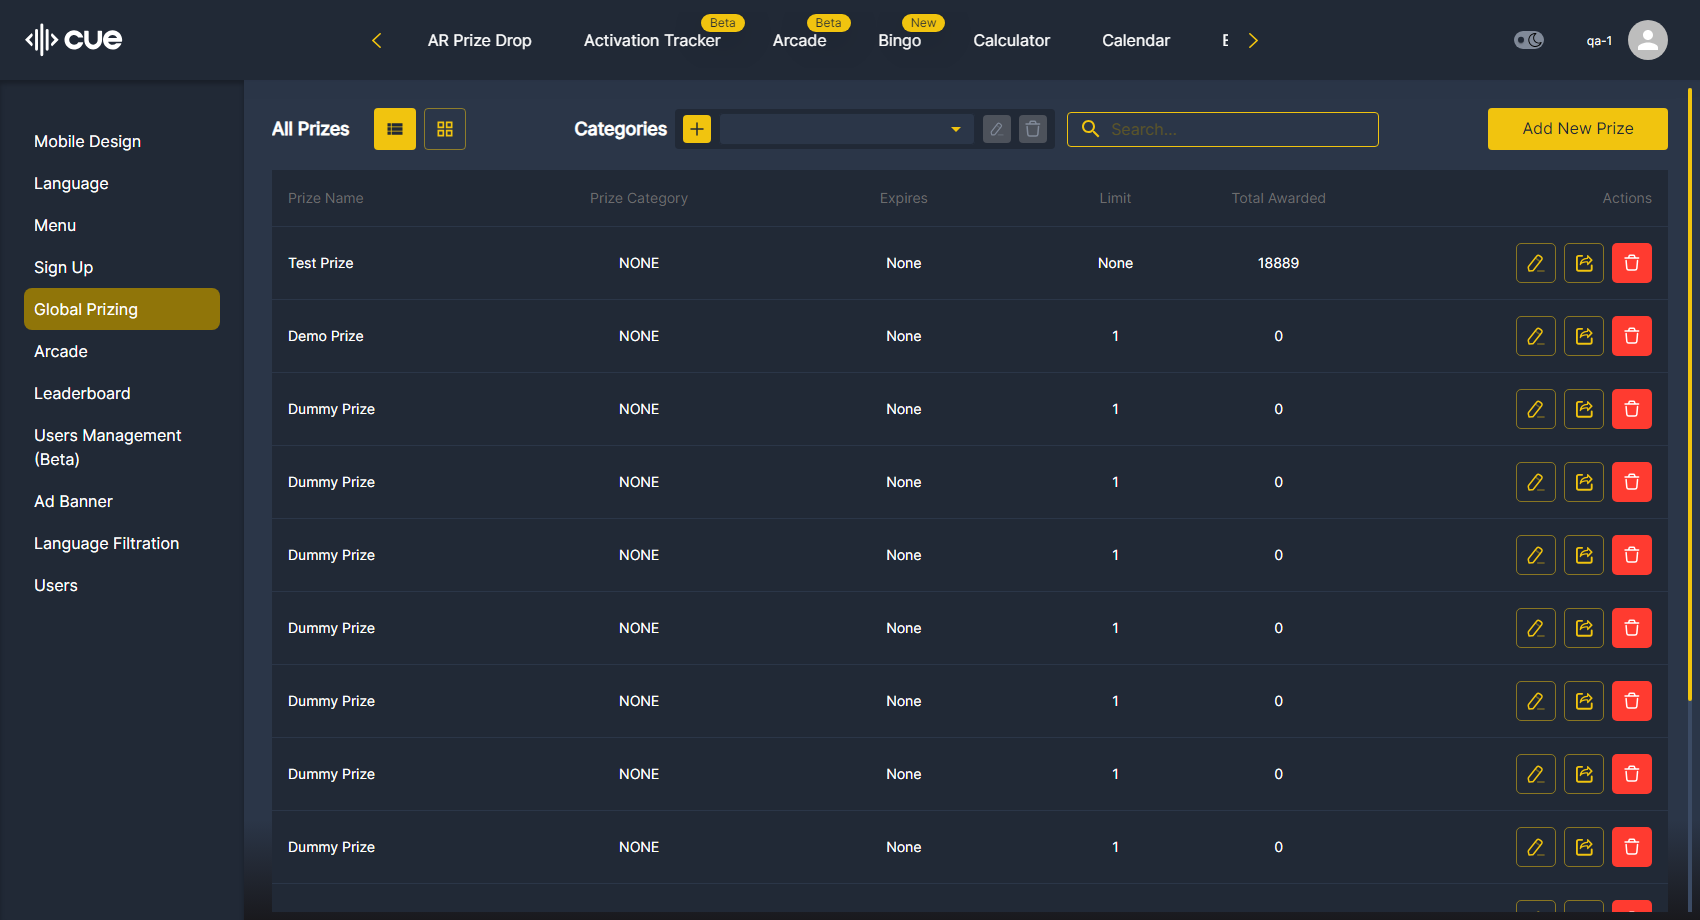 cue
AR Prize Drop
Activation Tracker
Beta
Arcade
Beta
Bingo
New
Calculator
Calendar
qa-1
Mobile Design
Language
Menu
Sign Up
Global Prizing
Arcade
Leaderboard
Users Management
(Beta)
Ad Banner
Language Filtration
Users
All Prizes
Categories
Search...
Add New Prize
Prize Name Prize Category Expires Limit Total Awarded Actions
Test Prize NONE None None 18889
Demo Prize NONE None 1 0
Dummy Prize NONE None 1 0
Dummy Prize NONE None 1 0
Dummy Prize NONE None 1 0
Dummy Prize NONE None 1 0
Dummy Prize NONE None 1 0
Dummy Prize NONE None 1 0
Dummy Prize NONE None 1 0